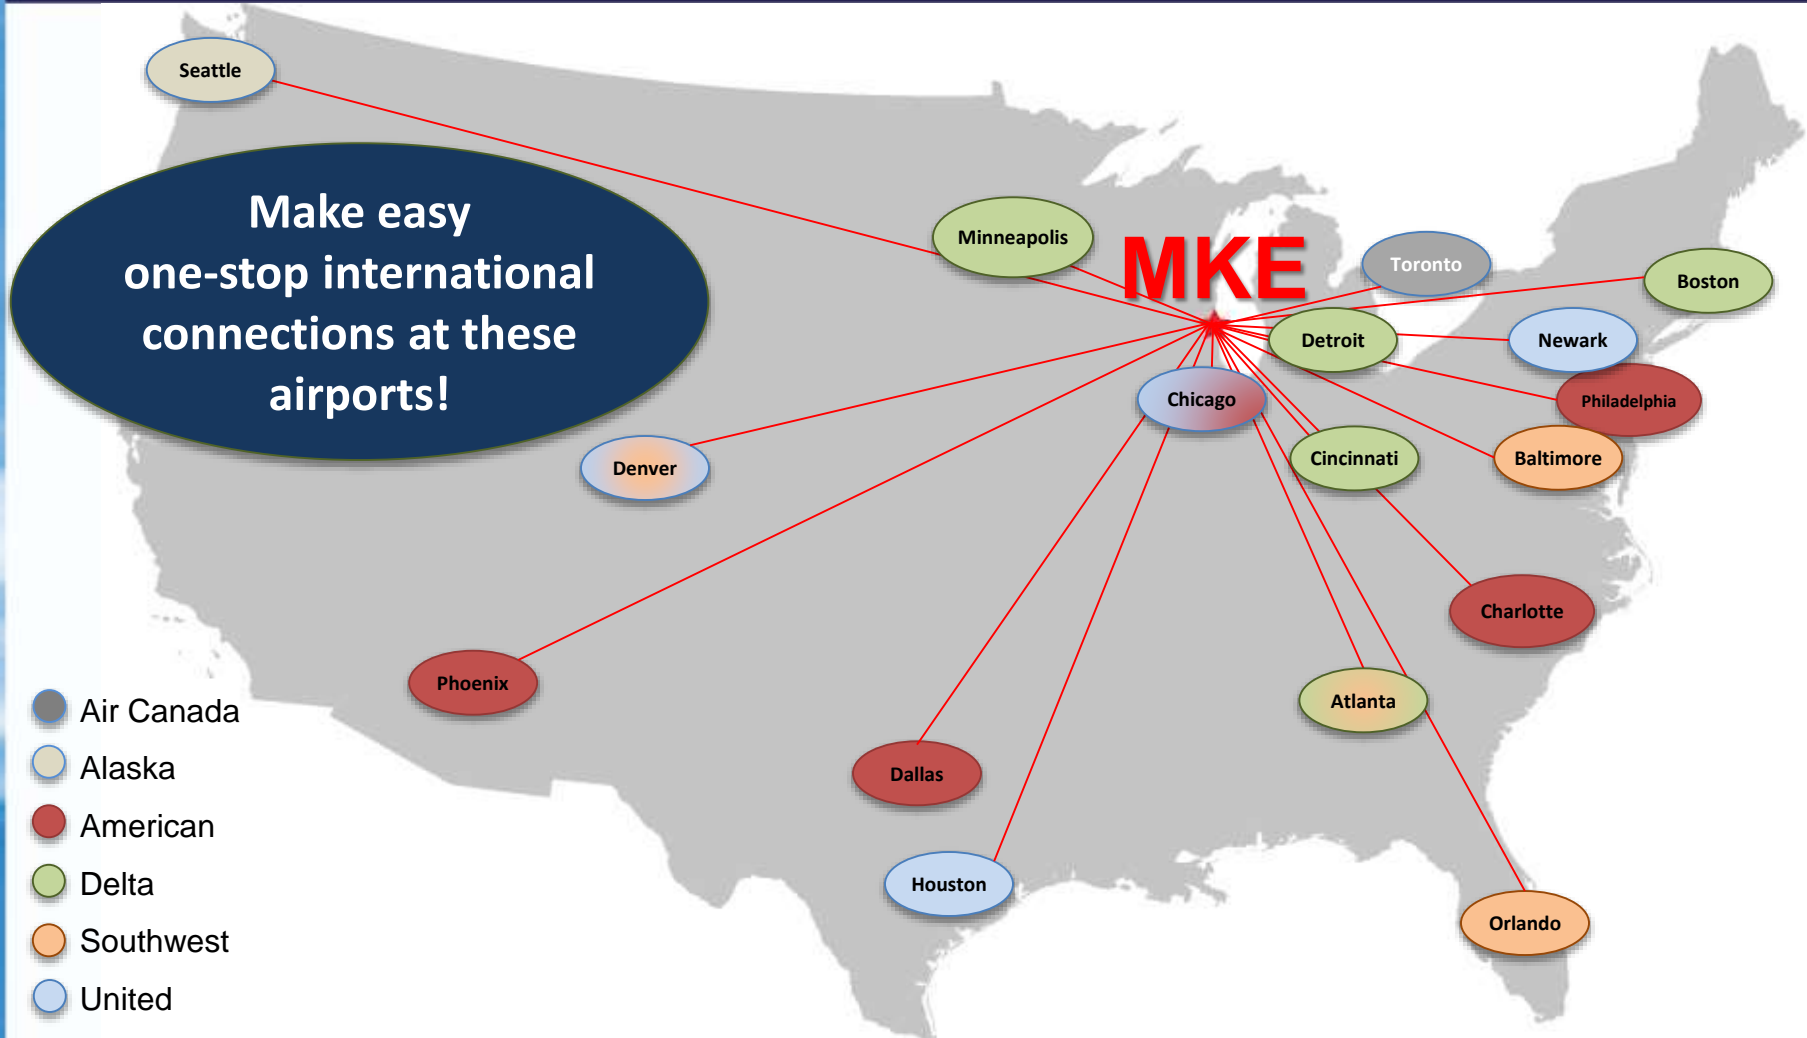 Seattle
Make easy
one-stop international
connections at these
airports!
Minneapolis
MKE
Toronto
Boston
Detroit
Newark
Chicago
Philadelphia
Denver
Cincinnati
Baltimore
Charlotte
Phoenix
Atlanta
Dallas
Houston
Orlando
Air Canada
Alaska
American
Delta
Southwest
United